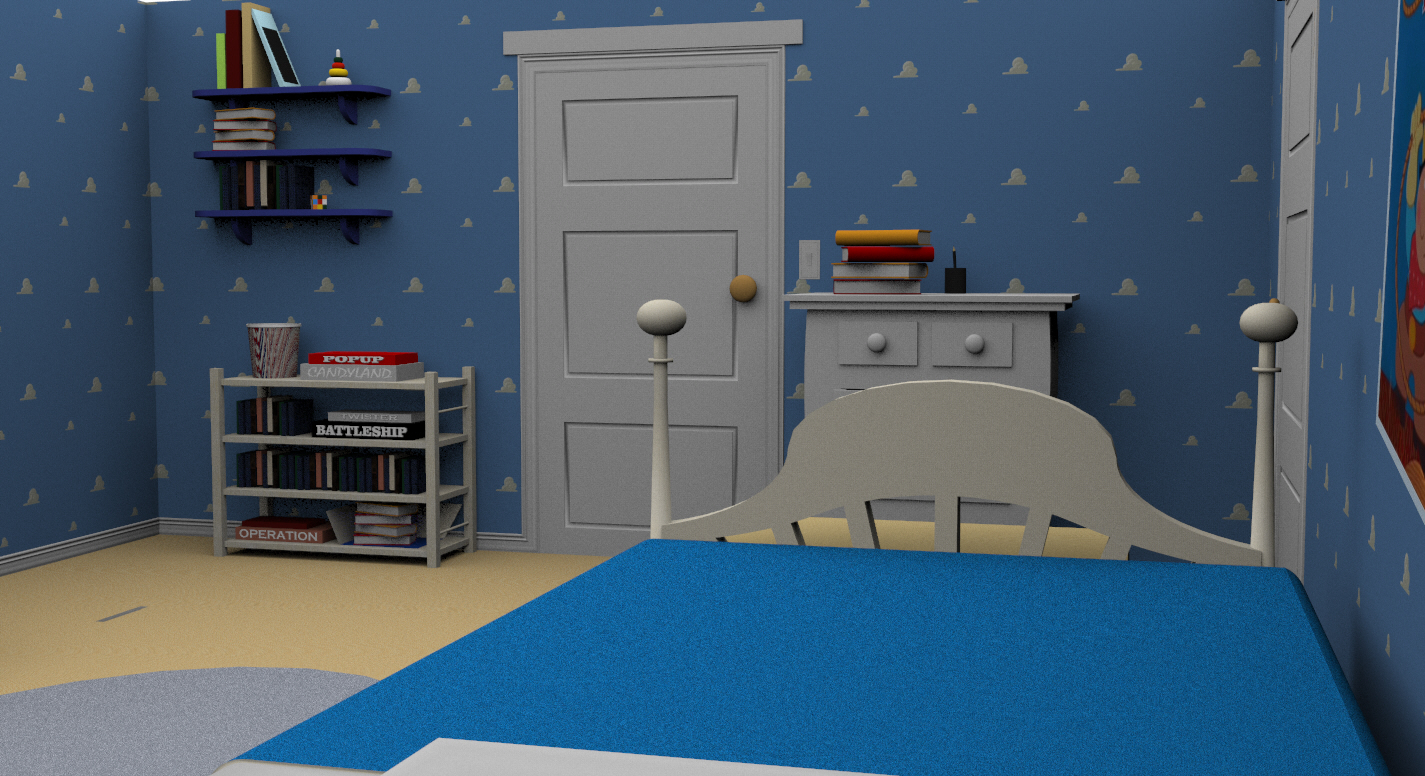 POPUP
CANDYLAND
TWISTER
BATTLESHIP
OPERATION